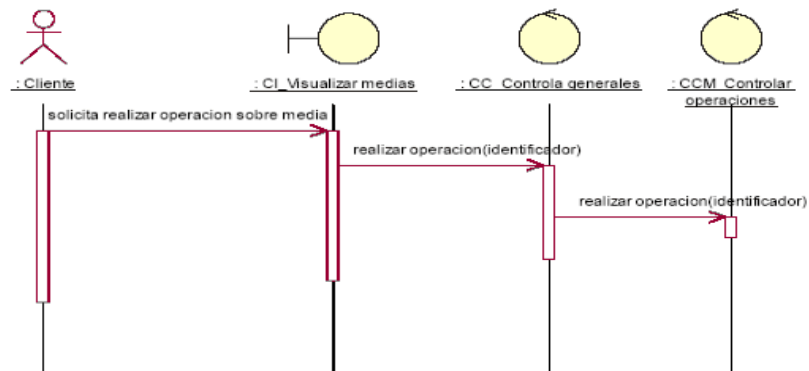 : Cliente
: CI_Visualizar medias
: CC_Controla generales
: CCM_Controlar
operaciones
solicita realizar operacion sobre media
realizar operacion(identificador)
realizar operacion(identificador)